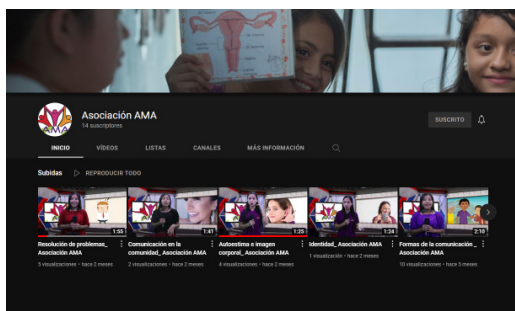 AMA
Asociación AMA
14 suscriptores
SUSCRITO
INICIO
VÍDEOS
LISTAS
CANALES
MÁS INFORMACIÓN
Subidas
REPRODUCIR TODO
1:55
1:41
1:25
1:34
2:10
Resolución de problemas_
Asociación AMA
5 visualizaciones • hace 2 meses
Comunicación en la
comunidad_ Asociación AMA
2 visualizaciones • hace 2 meses
Autoestima e imagen
corporal_ Asociación AMA
4 visualizaciones • hace 2 meses
Identidad_ Asociación AMA
1 visualización • hace 2 meses
Formas de la comunicación _
Asociación AMA
10 visualizaciones • hace 5 meses